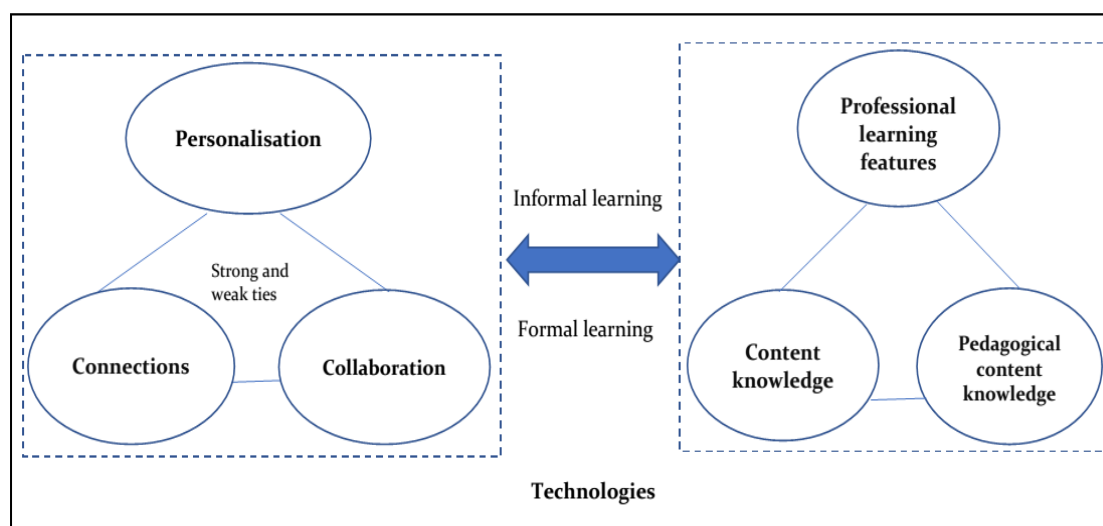 Personalisation
Strong and
weak ties
Connections
Collaboration
Informal learning
Formal learning
Professional
learning
features
Content
knowledge
Pedagogical
content
knowledge
Technologies